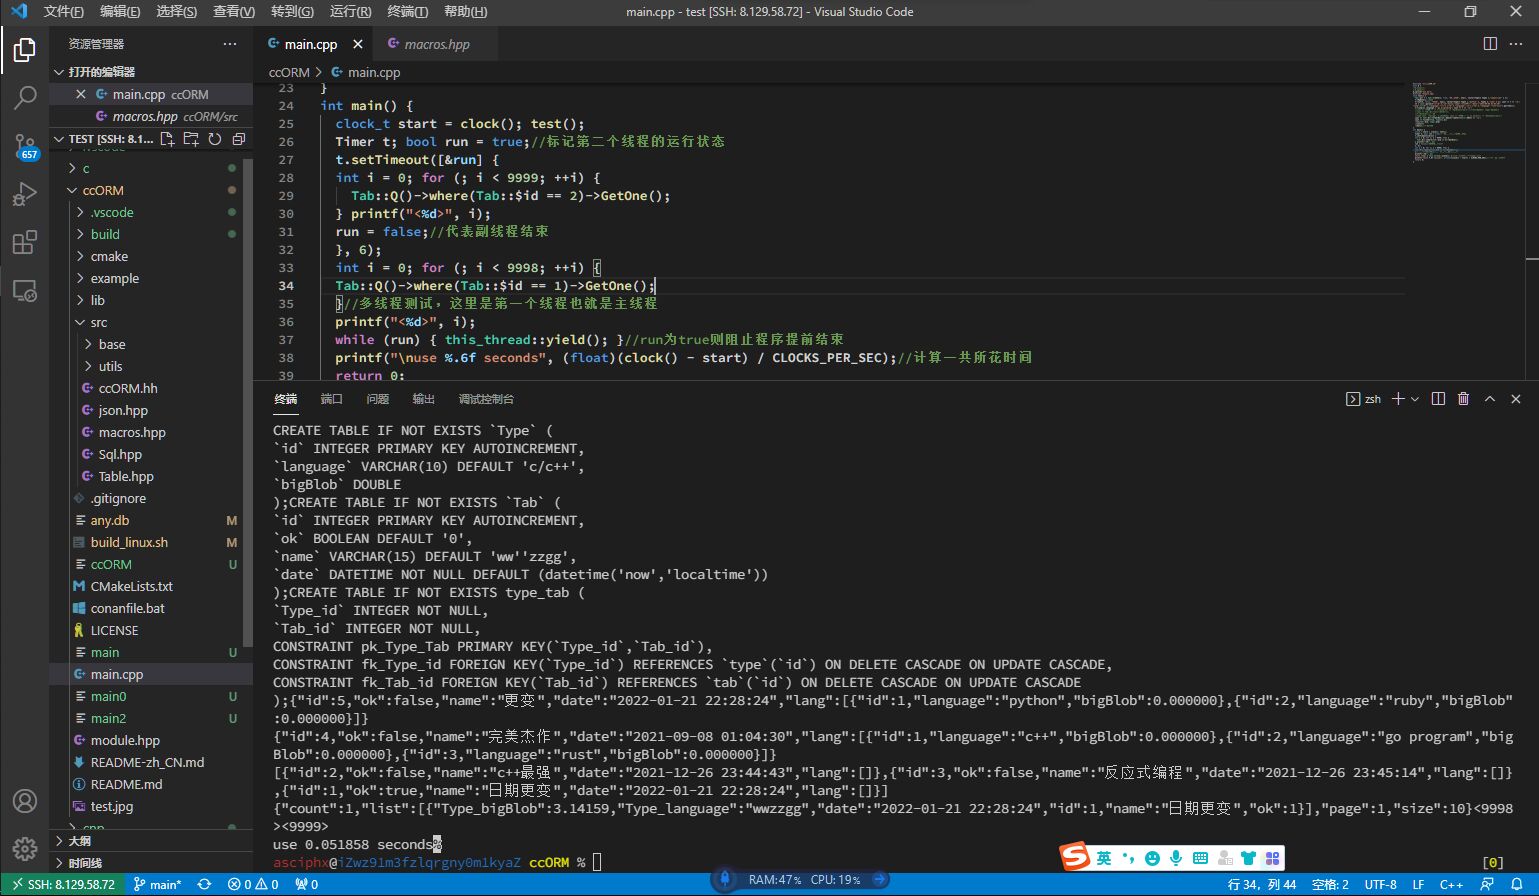 文件(F) 编辑(E) 选择(S) 查看(V) 转到(G) 运行(R) 终端(T) 帮助(H)
main.cpp - test [SSH: 8.129.58.72] - Visual Studio Code
资源管理器
main.cpp
macros.hpp
打开的编辑器
main.cpp ccORM
macros.hpp ccORM/src
TEST [SSH: 8.1...
657
.vscode
c
ccORM
.vscode
build
cmake
example
lib
src
base
utils
ccORM.hh
json.hpp
macros.hpp
Sql.hpp
Table.hpp
.gitignore
any.db M
build_linux.sh M
ccORM U
CMakeLists.txt
conanfile.bat
LICENSE
main U
main.cpp
main0 U
main2 U
module.hpp
README-zh_CN.md
README.md
test.jpg
cpp
大纲
时间线
ccORM > main.cpp
23 }
24 int main() {
25 clock_t start = clock(); test();
26 Timer t; bool run = true;//标记第二个线程的运行状态
27 t.setTimeout([&run] {
28 int i = 0; for (; i < 9999; ++i) {
29 Tab::Q()->where(Tab::$id == 2)->GetOne();
30 } printf("<%d>", i);
31 run = false;//代表副线程结束
32 }, 6);
33 int i = 0; for (; i < 9998; ++i) {
34 Tab::Q()->where(Tab::$id == 1)->GetOne();
35 }//多线程测试，这里是第一个线程也就是主线程
36 printf("<%d>", i);
37 while (run) { this_thread::yield(); }//run为true则阻止程序提前结束
38 printf("\nuse %.6f seconds", (float)(clock() - start) / CLOCKS_PER_SEC);//计算一共所花时间
39 return 0;
终端 端口 问题 输出 调试控制台
zsh
CREATE TABLE IF NOT EXISTS `Type` (
`id` INTEGER PRIMARY KEY AUTOINCREMENT,
`language` VARCHAR(10) DEFAULT 'c/c++',
`bigBlob` DOUBLE
);CREATE TABLE IF NOT EXISTS `Tab` (
`id` INTEGER PRIMARY KEY AUTOINCREMENT,
`ok` BOOLEAN DEFAULT '0',
`name` VARCHAR(15) DEFAULT 'ww''zzgg',
`date` DATETIME NOT NULL DEFAULT (datetime('now','localtime'))
);CREATE TABLE IF NOT EXISTS type_tab (
`Type_id` INTEGER NOT NULL,
`Tab_id` INTEGER NOT NULL,
CONSTRAINT pk_Type_Tab PRIMARY KEY(`Type_id`,`Tab_id`),
CONSTRAINT fk_Type_id FOREIGN KEY(`Type_id`) REFERENCES `type`(`id`) ON DELETE CASCADE ON UPDATE CASCADE,
CONSTRAINT fk_Tab_id FOREIGN KEY(`Tab_id`) REFERENCES `tab`(`id`) ON DELETE CASCADE ON UPDATE CASCADE
);{"id":5,"ok":false,"name":"更变","date":"2022-01-21 22:28:24","lang":[{"id":1,"language":"python","bigBlob":0.000000},{"id":2,"language":"ruby","bigBlob"
:0.000000}]}
{"id":4,"ok":false,"name":"完美杰作","date":"2021-09-08 01:04:30","lang":[{"id":1,"language":"c++","bigBlob":0.000000},{"id":2,"language":"go program","big
Blob":0.000000},{"id":3,"language":"rust","bigBlob":0.000000}]}
[{"id":2,"ok":false,"name":"c++最强","date":"2021-12-26 23:44:43","lang":[]},{"id":3,"ok":false,"name":"反应式编程","date":"2021-12-26 23:45:14","lang":[]}
,{"id":1,"ok":true,"name":"日期更变","date":"2022-01-21 22:28:24","lang":[]}]
{"count":1,"list":[{"Type_bigBlob":3.14159,"Type_language":"wwzzgg","date":"2022-01-21 22:28:24","id":1,"name":"日期更变","ok":1}],"page":1,"size":10}<9998
><9999>
use 0.051858 seconds%
asciphx@iZwz91m3fzlqrgny0m1kyaZ ccORM %
[0]
S 英
SSH: 8.129.58.72 main* 0 0 0
RAM:47% CPU:19%
行 34，列 44 空格: 2 UTF-8 LF C++